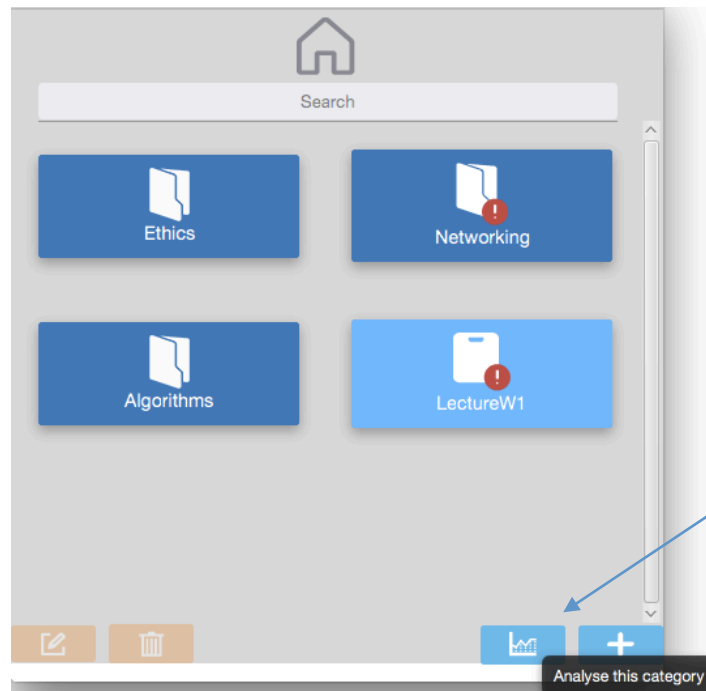 Search
Ethics
Networking
Algorithms
LectureW1
Analyse this category